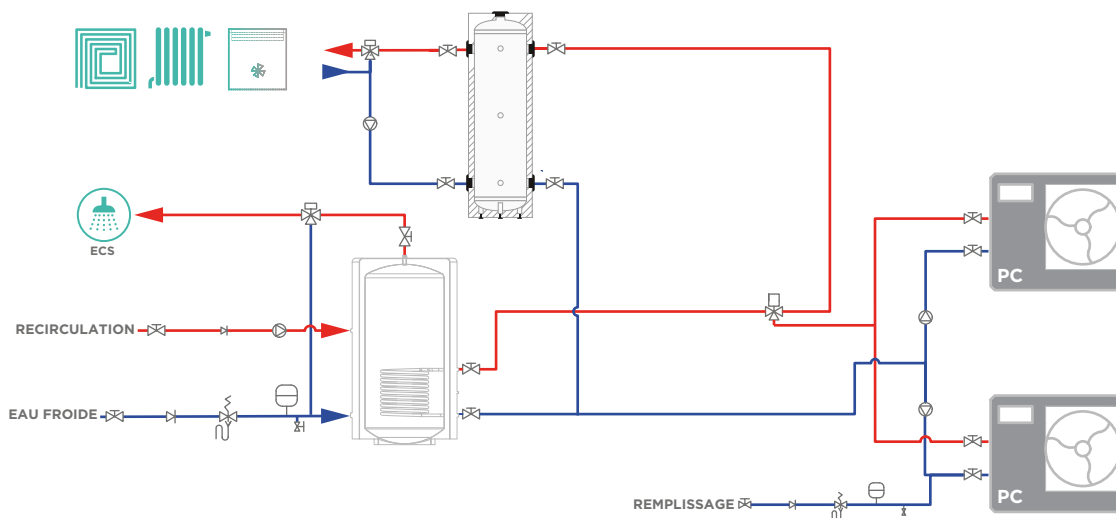 ECS
PC
RECIRCULATION
EAU FROIDE
PC
REMPLISSAGE